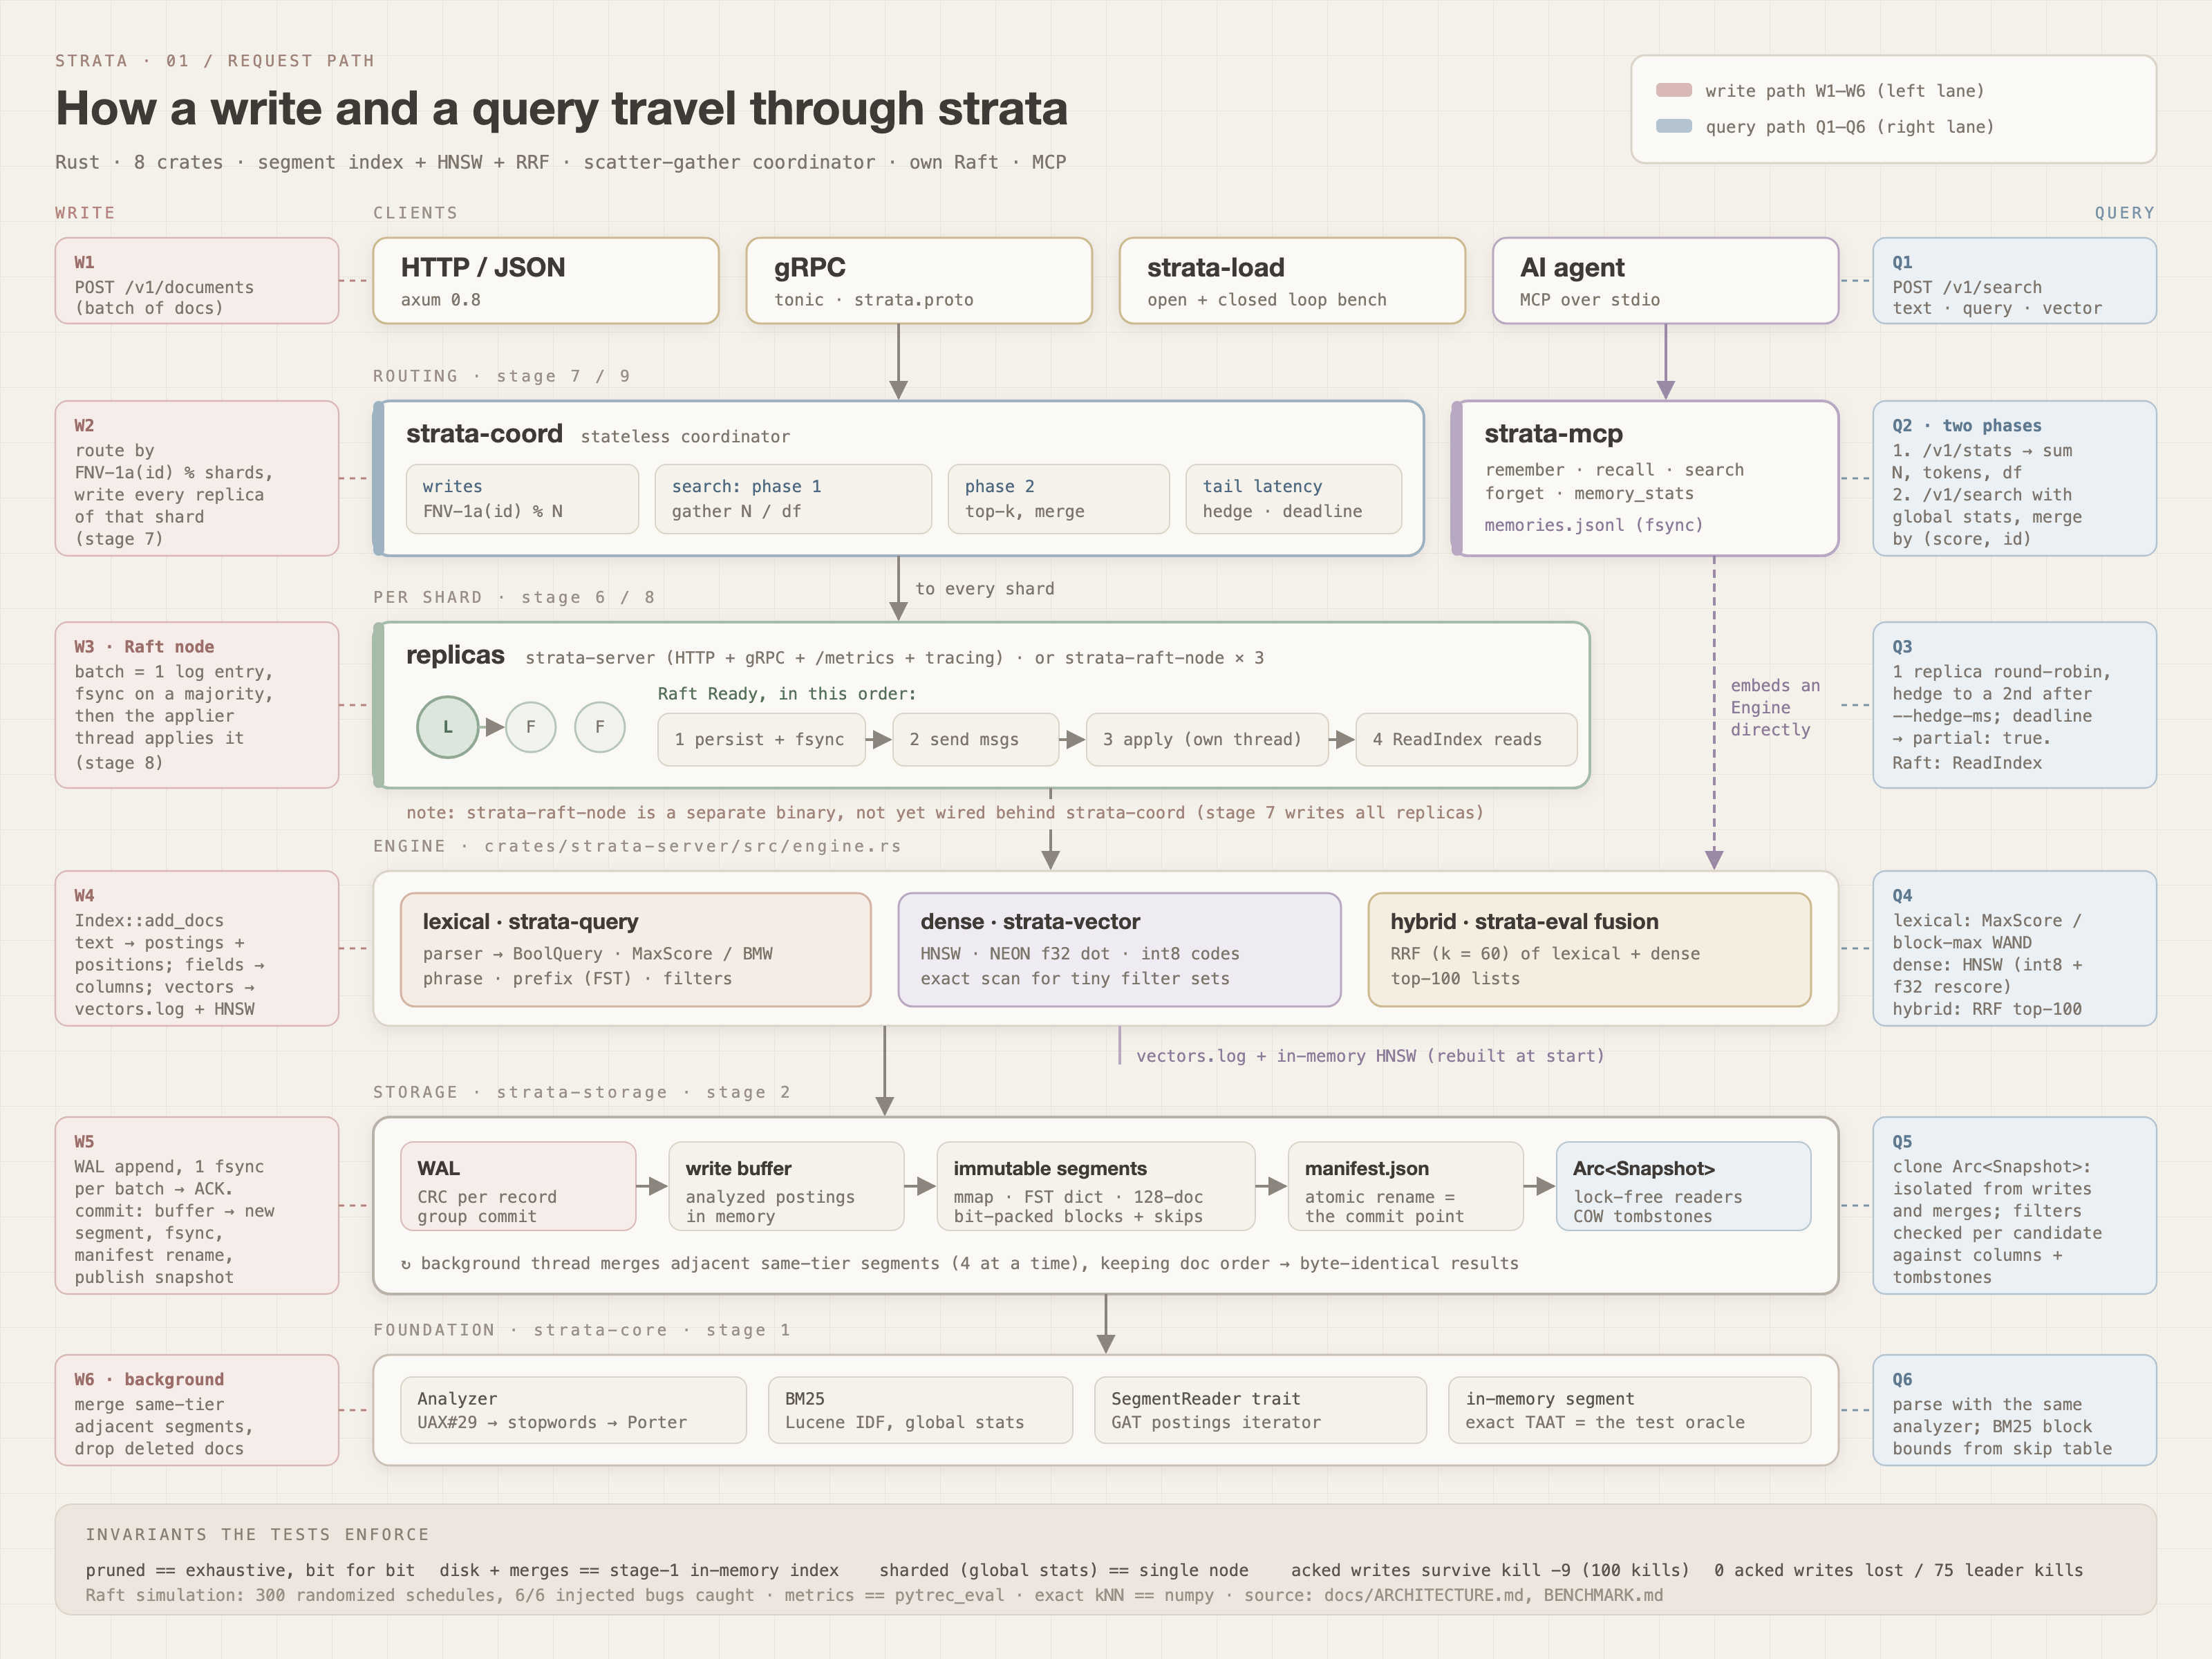 STRATA · 01 / REQUEST PATH
How a write and a query travel through strata
Rust · 8 crates · segment index + HNSW + RRF · scatter-gather coordinator · own Raft · MCP
write path W1–W6 (left lane)
query path Q1–Q6 (right lane)
WRITE
CLIENTS
QUERY
W1
POST /v1/documents
(batch of docs)
HTTP / JSON
axum 0.8
gRPC
tonic · strata.proto
strata-load
open + closed loop bench
AI agent
MCP over stdio
Q1
POST /v1/search
text · query · vector
ROUTING · stage 7 / 9
W2
route by
FNV-1a(id) % shards,
write every replica
of that shard
(stage 7)
strata-coord stateless coordinator
writes
FNV-1a(id) % N
search: phase 1
gather N / df
phase 2
top-k, merge
tail latency
hedge · deadline
strata-mcp
remember · recall · search
forget · memory_stats
memories.jsonl (fsync)
Q2 · two phases
1. /v1/stats → sum
N, tokens, df
2. /v1/search with
global stats, merge
by (score, id)
to every shard
PER SHARD · stage 6 / 8
W3 · Raft node
batch = 1 log entry,
fsync on a majority,
then the applier
thread applies it
(stage 8)
replicas strata-server (HTTP + gRPC + /metrics + tracing) · or strata-raft-node × 3
L
F
F
Raft Ready, in this order:
1 persist + fsync
2 send msgs
3 apply (own thread)
4 ReadIndex reads
embeds an
Engine
directly
Q3
1 replica round-robin,
hedge to a 2nd after
--hedge-ms; deadline
→ partial: true.
Raft: ReadIndex
note: strata-raft-node is a separate binary, not yet wired behind strata-coord (stage 7 writes all replicas)
ENGINE · crates/strata-server/src/engine.rs
W4
Index::add_docs
text → postings +
positions; fields →
columns; vectors →
vectors.log + HNSW
lexical · strata-query
parser → BoolQuery · MaxScore / BMW
phrase · prefix (FST) · filters
dense · strata-vector
HNSW · NEON f32 dot · int8 codes
exact scan for tiny filter sets
hybrid · strata-eval fusion
RRF (k = 60) of lexical + dense
top-100 lists
Q4
lexical: MaxScore /
block-max WAND
dense: HNSW (int8 +
f32 rescore)
hybrid: RRF top-100
vectors.log + in-memory HNSW (rebuilt at start)
STORAGE · strata-storage · stage 2
W5
WAL append, 1 fsync
per batch → ACK.
commit: buffer → new
segment, fsync,
manifest rename,
publish snapshot
WAL
CRC per record
group commit
write buffer
analyzed postings
in memory
immutable segments
mmap · FST dict · 128-doc
bit-packed blocks + skips
manifest.json
atomic rename =
the commit point
Arc<Snapshot>
lock-free readers
COW tombstones
↻ background thread merges adjacent same-tier segments (4 at a time), keeping doc order → byte-identical results
Q5
clone Arc<Snapshot>:
isolated from writes
and merges; filters
checked per candidate
against columns +
tombstones
FOUNDATION · strata-core · stage 1
W6 · background
merge same-tier
adjacent segments,
drop deleted docs
Analyzer
UAX#29 → stopwords → Porter
BM25
Lucene IDF, global stats
SegmentReader trait
GAT postings iterator
in-memory segment
exact TAAT = the test oracle
Q6
parse with the same
analyzer; BM25 block
bounds from skip table
INVARIANTS THE TESTS ENFORCE
pruned == exhaustive, bit for bit disk + merges == stage-1 in-memory index sharded (global stats) == single node acked writes survive kill -9 (100 kills) 0 acked writes lost / 75 leader kills
Raft simulation: 300 randomized schedules, 6/6 injected bugs caught · metrics == pytrec_eval · exact kNN == numpy · source: docs/ARCHITECTURE.md, BENCHMARK.md